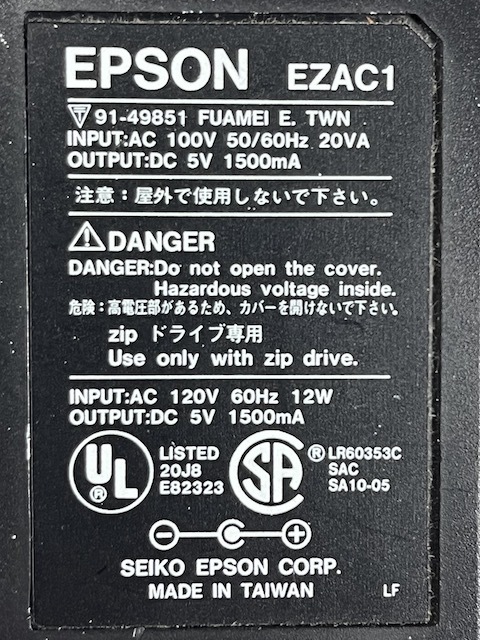 EPSON EZAC1
91-49851 FUAMEI E. TWN
INPUT:AC 100V 50/60Hz 20VA
OUTPUT:DC 5V 1500mA
注意：屋外で使用しないで下さい。
⚠DANGER
DANGER:Do not open the cover.
Hazardous voltage inside.
危険：高電圧部があるため、カバーを開けないで下さい。
zip ドライブ専用
Use only with zip drive.
INPUT:AC 120V 60Hz 12W
OUTPUT:DC 5V 1500mA
UL® LISTED
20J8
E82323
SA ® LR60353C
SAC
SA10-05
SEIKO EPSON CORP.
MADE IN TAIWAN LF